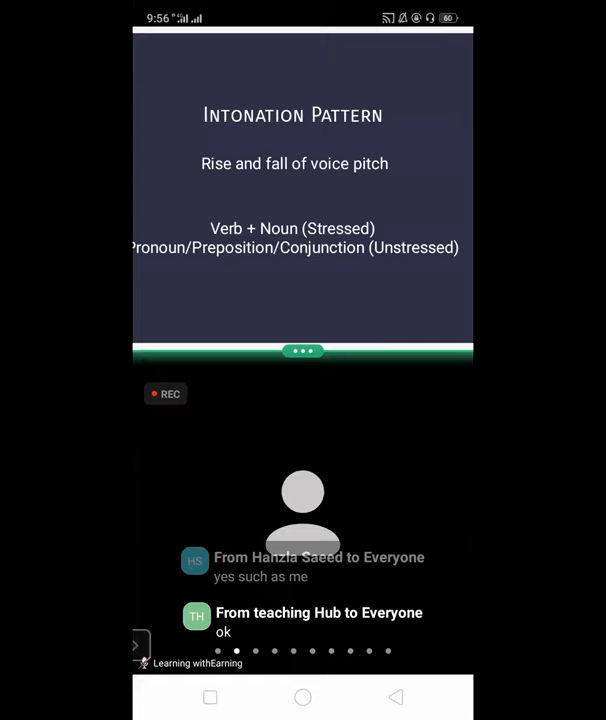 9:56
60
Intonation Pattern
Rise and fall of voice pitch
Verb + Noun (Stressed)
Pronoun/Preposition/Conjunction (Unstressed)
REC
HS From Hanzla Saeed to Everyone
yes such as me
TH From teaching Hub to Everyone
ok
Learning withEarning